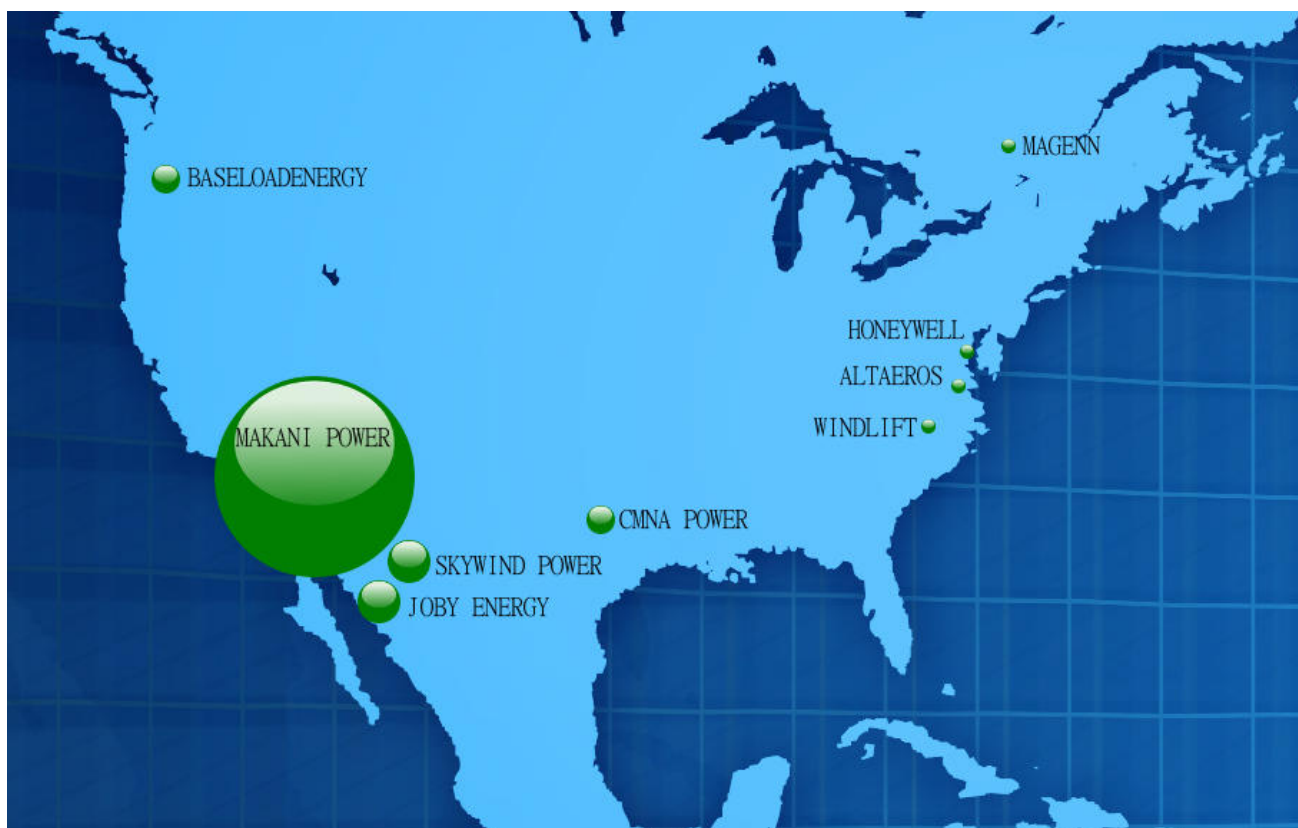 MAGENN
BASELOADENERGY
HONEYWELL
ALTAEROS
WINDLIFT
MAKANI POWER
CMNA POWER
SKYWIND POWER
JOBY ENERGY